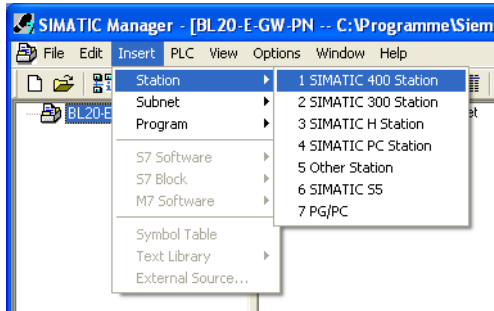 SIMATIC Manager - [BL20-E-GW-PN -- C:\Programme\Siem
File Edit Insert PLC View Options Window Help
Station
Subnet
Program
S7 Software
S7 Block
M7 Software
Symbol Table
Text Library
External Source...
1 SIMATIC 400 Station
2 SIMATIC 300 Station
3 SIMATIC H Station
4 SIMATIC PC Station
5 Other Station
6 SIMATIC S5
7 PG/PC
BL20-E
et